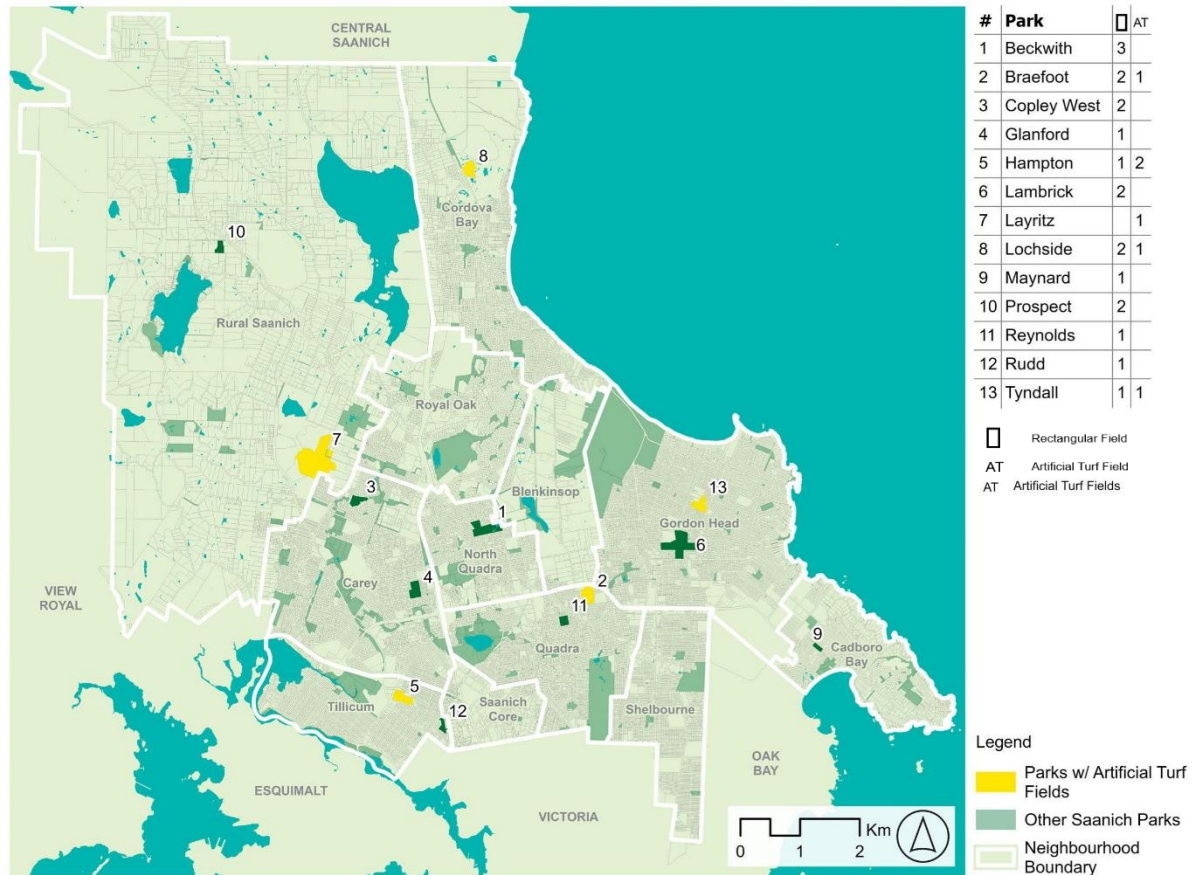 CENTRAL
SAANICH
8
Cordova
Bay
10
Rural Saanich
Royal Oak
7
3
Blenkinsop
13
1
Gordon Head
North
Quadra
6
Carey
4
2
VIEW
ROYAL
11
9
Quadra
Cadboro
Bay
5
Tillicum
12
Saanich
Core
Shelbourne
OAK
BAY
ESQUIMALT
VICTORIA
Km
0 1 2
# Park AT
1 Beckwith 3
2 Braefoot 2 1
3 Copley West 2
4 Glanford 1
5 Hampton 1 2
6 Lambrick 2
7 Layritz 1
8 Lochside 2 1
9 Maynard 1
10 Prospect 2
11 Reynolds 1
12 Rudd 1
13 Tyndall 1 1
Rectangular Field
AT Artificial Turf Field
AT Artificial Turf Fields
Legend
Parks w/ Artificial Turf
Fields
Other Saanich Parks
Neighbourhood
Boundary